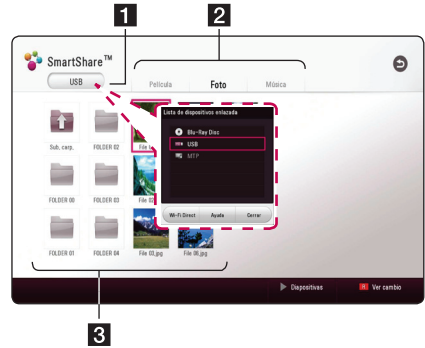 1
2
SmartShare™
USB
Película
Foto
Música
Lista de dispositivos enlazada
Blu-Ray Disc
USB
MTP
Wi-Fi Direct
Ayuda
Cerrar
Sub. carp.
FOLDER 02
FOLDER 00
FOLDER 03
FOLDER 01
FOLDER 04
File 03.jpg
File 06.jpg
Diapositivas
Ver cambio
3